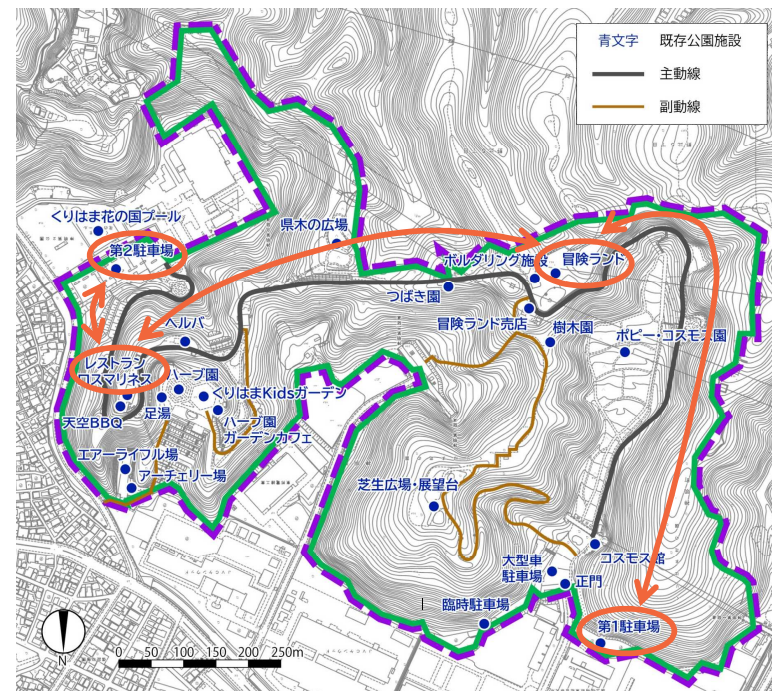 青文字 既存公園施設
主動線
副動線
くりはま花の国プール
第2駐車場
県木の広場
ボルダリング施設
冒険ランド
つばき園
冒険ランド売店
樹木園
ポピー・コスモス園
ヘルバ
レストラン
ロスマリネス
ハーブ園
くりはまKidsガーデン
天空BBQ
足湯
ハーブ園
ガーデンカフェ
エアーライフル場
アーチェリー場
芝生広場・展望台
コスモス館
大型車
駐車場
正門
臨時駐車場
第1駐車場
N
0 50 100 150 200 250m